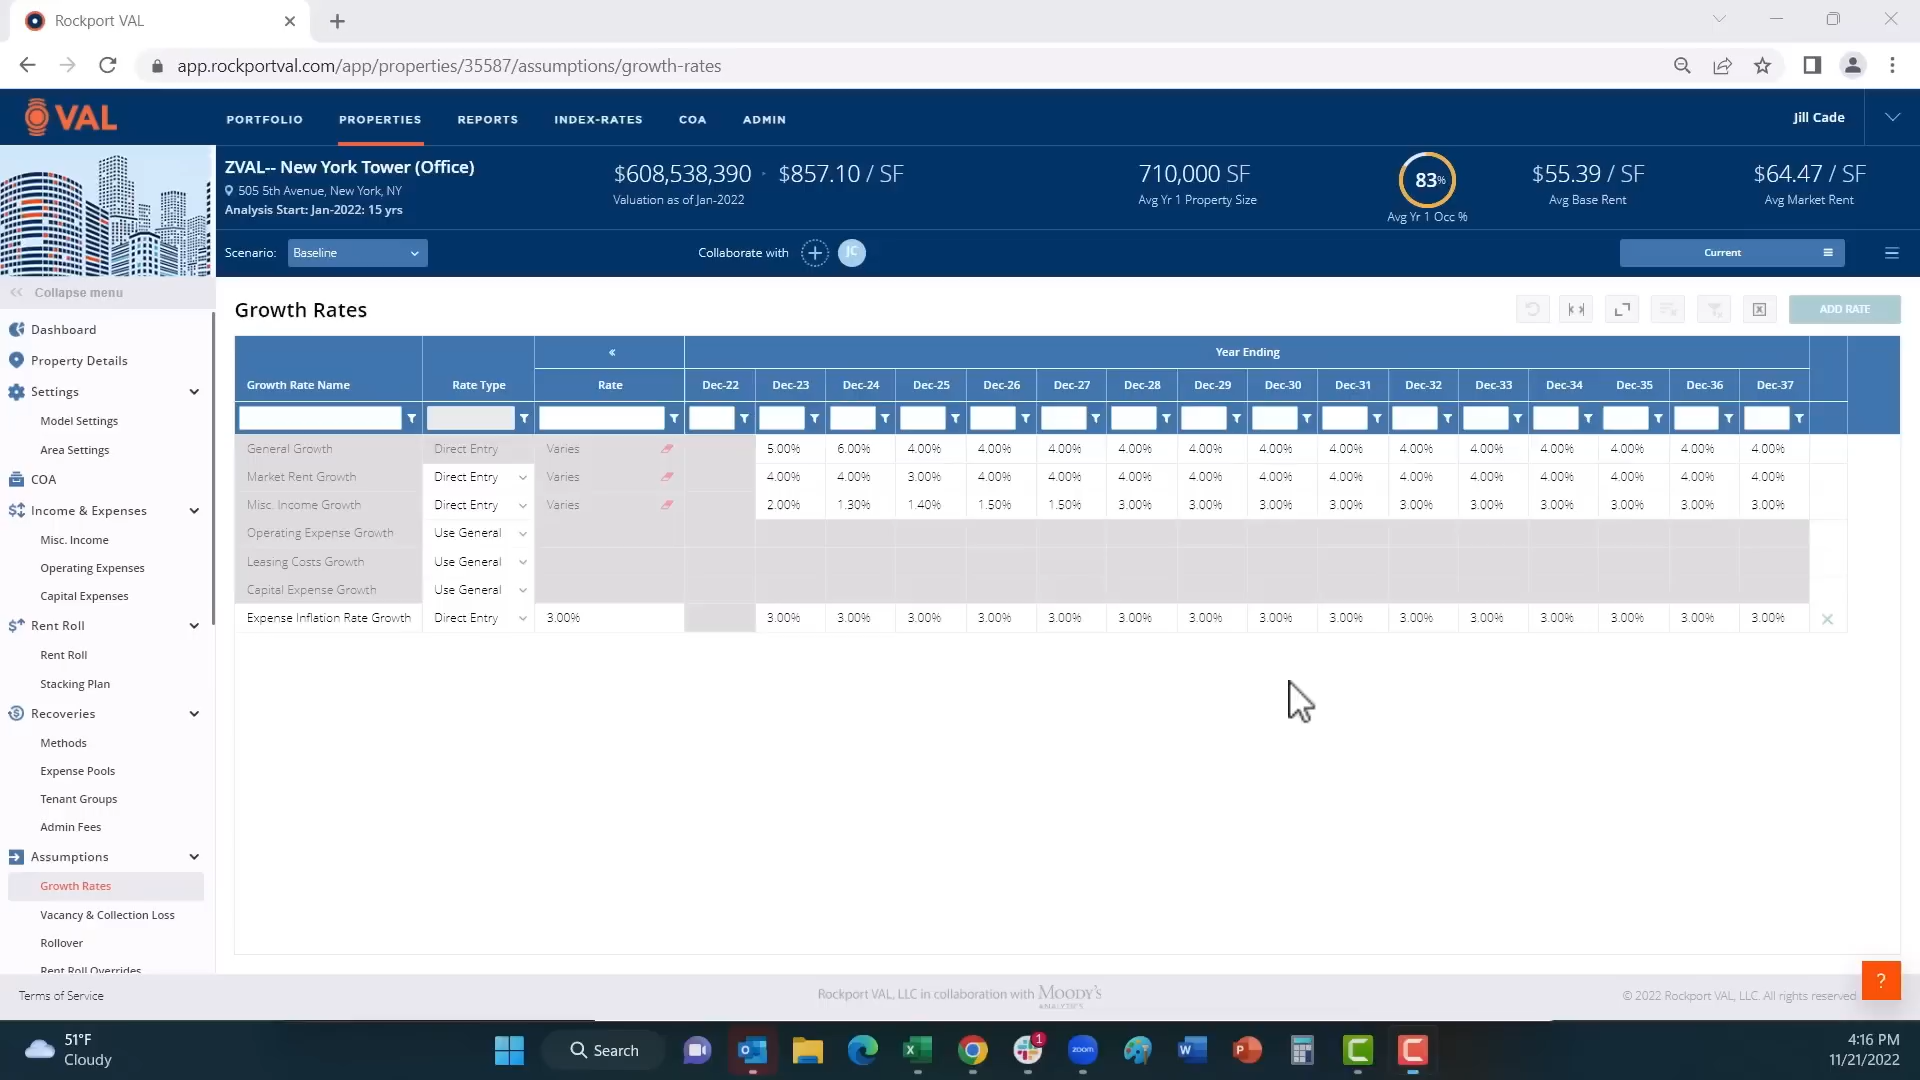 Rockport VAL
app.rockportval.com/app/properties/35587/assumptions/growth-rates
VAL
PORTFOLIO PROPERTIES REPORTS INDEX-RATES COA ADMIN
Jill Cade
ZVAL-- New York Tower (Office)
505 5th Avenue, New York, NY
Analysis Start: Jan-2022: 15 yrs
$608,538,390 · $857.10 / SF
Valuation as of Jan-2022
710,000 SF
Avg Yr 1 Property Size
83%
Avg Yr 1 Occ %
$55.39 / SF
Avg Base Rent
$64.47 / SF
Avg Market Rent
Scenario: Baseline
Collaborate with JC
Current
Collapse menu
Dashboard
Property Details
Settings
Model Settings
Area Settings
COA
Income & Expenses
Misc. Income
Operating Expenses
Capital Expenses
Rent Roll
Rent Roll
Stacking Plan
Recoveries
Methods
Expense Pools
Tenant Groups
Admin Fees
Assumptions
Growth Rates
Vacancy & Collection Loss
Rollover
Rent Roll Overrides
Growth Rates
ADD RATE
Year Ending
Growth Rate Name Rate Type Rate Dec-22 Dec-23 Dec-24 Dec-25 Dec-26 Dec-27 Dec-28 Dec-29 Dec-30 Dec-31 Dec-32 Dec-33 Dec-34 Dec-35 Dec-36 Dec-37
General Growth Direct Entry Varies 5.00% 6.00% 4.00% 4.00% 4.00% 4.00% 4.00% 4.00% 4.00% 4.00% 4.00% 4.00% 4.00% 4.00% 4.00%
Market Rent Growth Direct Entry Varies 4.00% 4.00% 3.00% 4.00% 4.00% 4.00% 4.00% 4.00% 4.00% 4.00% 4.00% 4.00% 4.00% 4.00% 4.00%
Misc. Income Growth Direct Entry Varies 2.00% 1.30% 1.40% 1.50% 1.50% 3.00% 3.00% 3.00% 3.00% 3.00% 3.00% 3.00% 3.00% 3.00% 3.00%
Operating Expense Growth Use General
Leasing Costs Growth Use General
Capital Expense Growth Use General
Expense Inflation Rate Growth Direct Entry 3.00% 3.00% 3.00% 3.00% 3.00% 3.00% 3.00% 3.00% 3.00% 3.00% 3.00% 3.00% 3.00% 3.00% 3.00% 3.00%
?
Terms of Service
Rockport VAL, LLC in collaboration with MOODY'S
ANALYTICS
© 2022 Rockport VAL, LLC. All rights reserved
51°F
Cloudy
Search
1
zoom
4:16 PM
11/21/2022